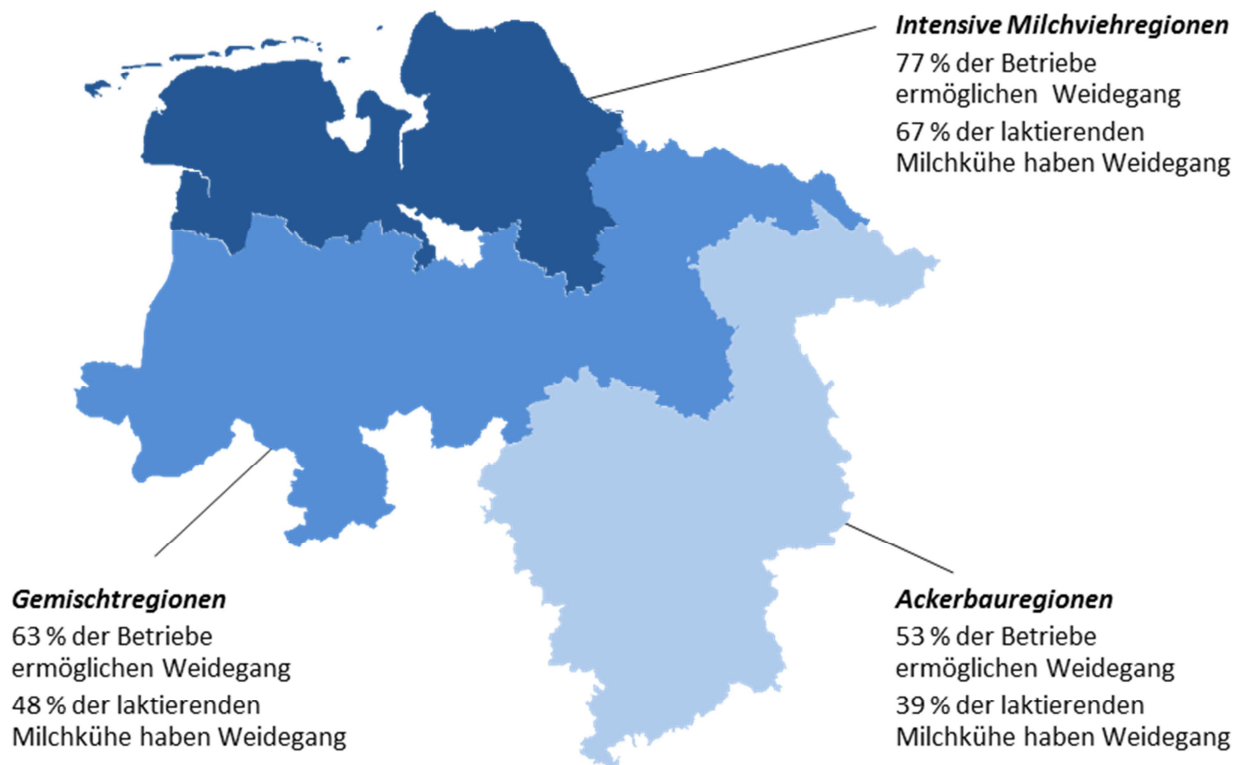 Intensive Milchviehregionen
77 % der Betriebe
ermöglichen Weidegang
67 % der laktierenden
Milchkühe haben Weidegang
Gemischtregionen
63 % der Betriebe
ermöglichen Weidegang
48 % der laktierenden
Milchkühe haben Weidegang
Ackerbauregionen
53 % der Betriebe
ermöglichen Weidegang
39 % der laktierenden
Milchkühe haben Weidegang